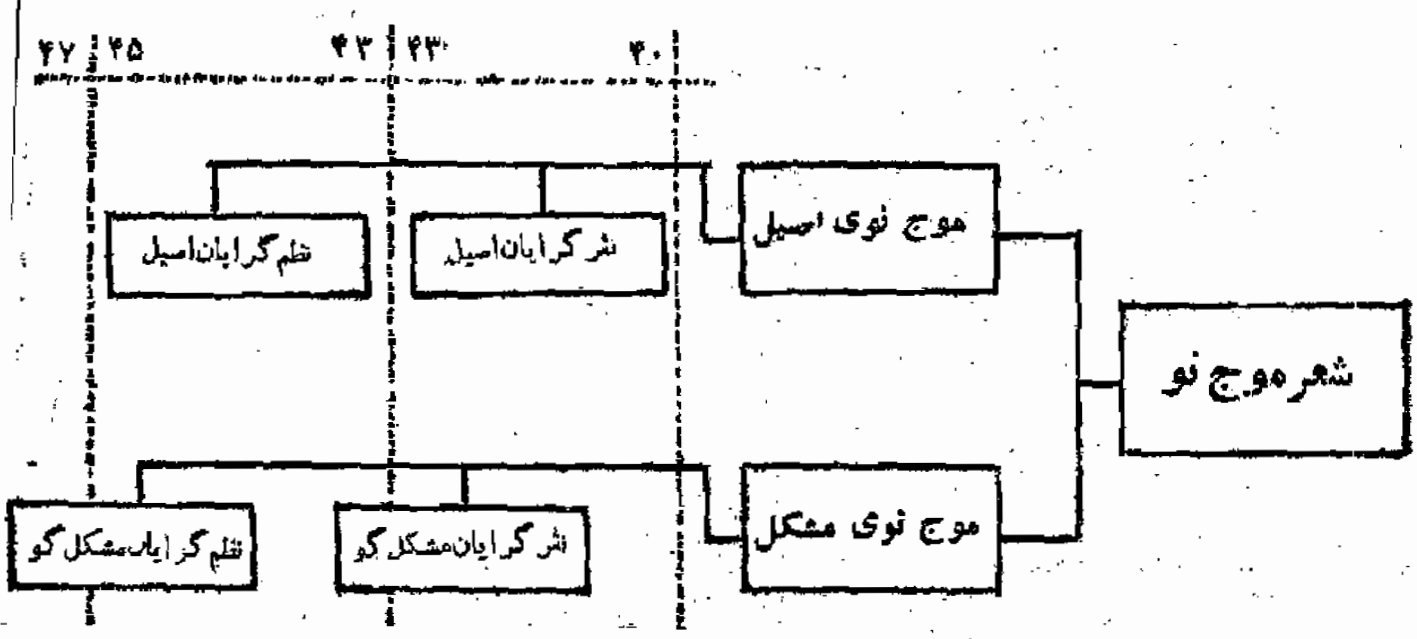 ۴۰ ۴۳ ۴۳ ۴۵ ۴۷
شعر موج نو
موج نوی اصیل
نثر گرایان اصیل
نظم گرایان اصیل
موج نوی مشکل
نثر گرایان مشکل گو
نظم گرایان مشکل گو